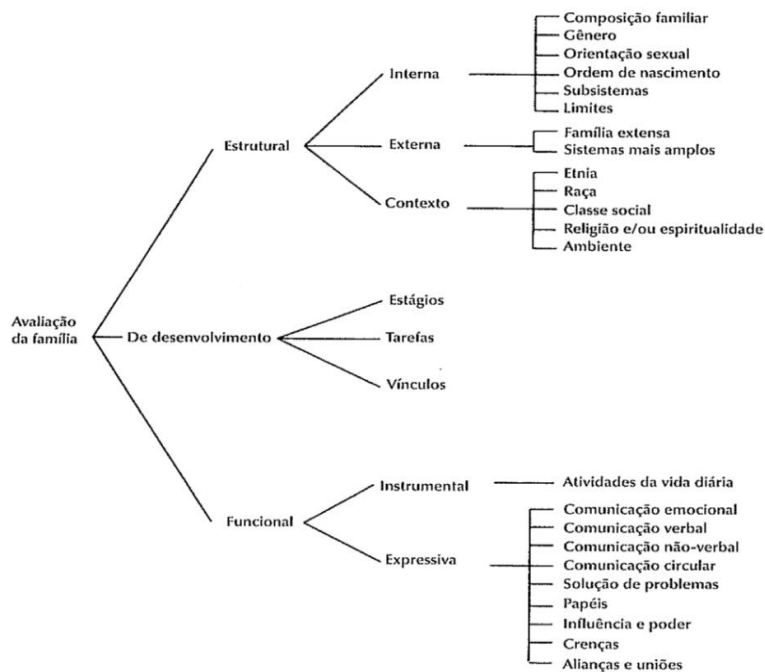 Avaliação
da família
Estrutural
Interna
Composição familiar
Gênero
Orientação sexual
Ordem de nascimento
Subsistemas
Limites
Externa
Família extensa
Sistemas mais amplos
Contexto
Etnia
Raça
Classe social
Religião e/ou espiritualidade
Ambiente
De desenvolvimento
Estágios
Tarefas
Vínculos
Funcional
Instrumental
Atividades da vida diária
Expressiva
Comunicação emocional
Comunicação verbal
Comunicação não-verbal
Comunicação circular
Solução de problemas
Papéis
Influência e poder
Crenças
Alianças e uniões